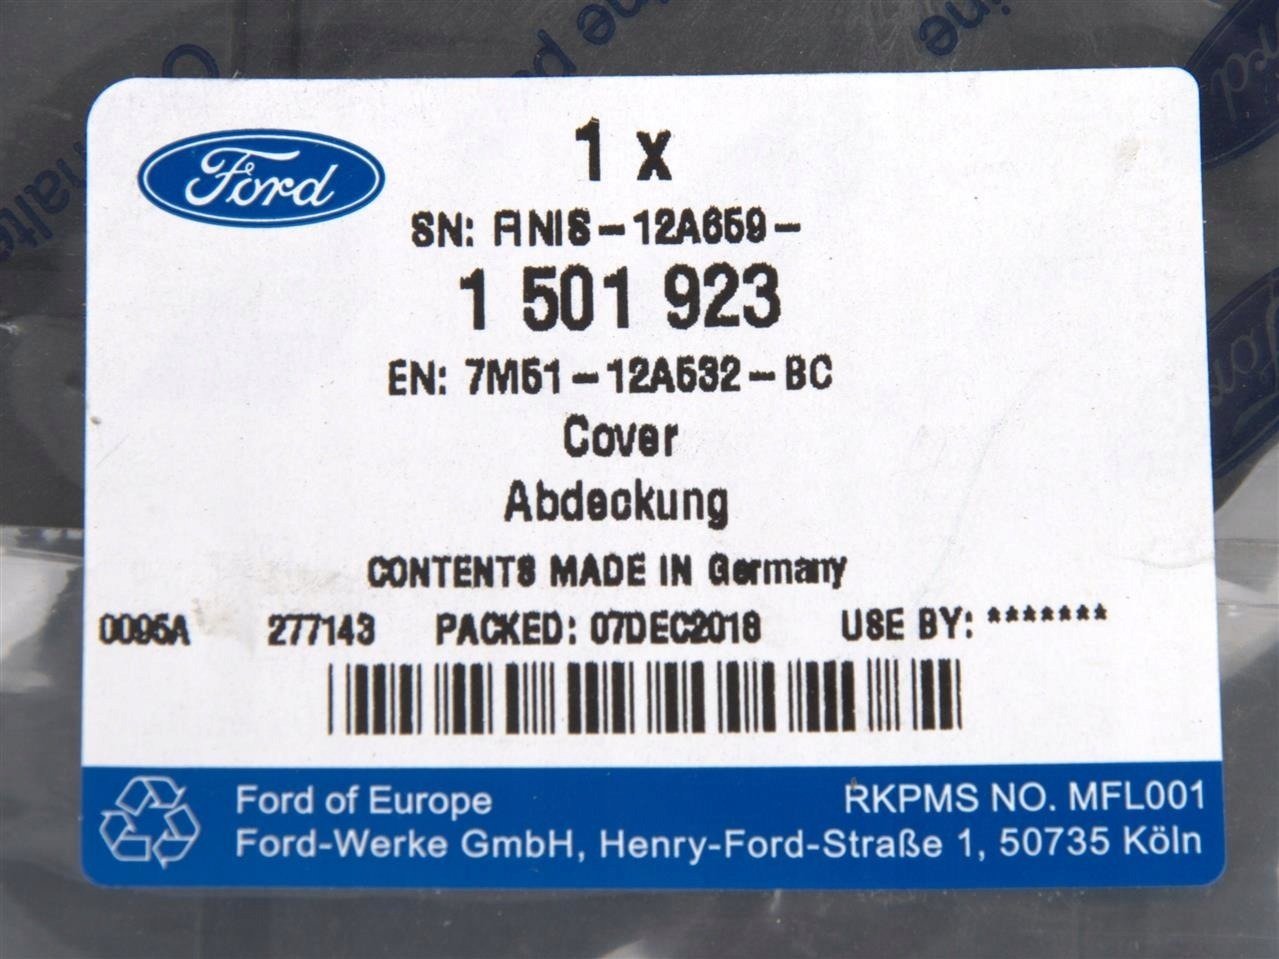 Ford
1 x
SN: FINIS-12A659-
1 501 923
EN: 7M51-12A532-BC
Cover
Abdeckung
CONTENTS MADE IN Germany
0095A 277143 PACKED: 07DEC2018 USE BY: *******
Ford of Europe RKPMS NO. MFL001
Ford-Werke GmbH, Henry-Ford-Straße 1, 50735 Köln